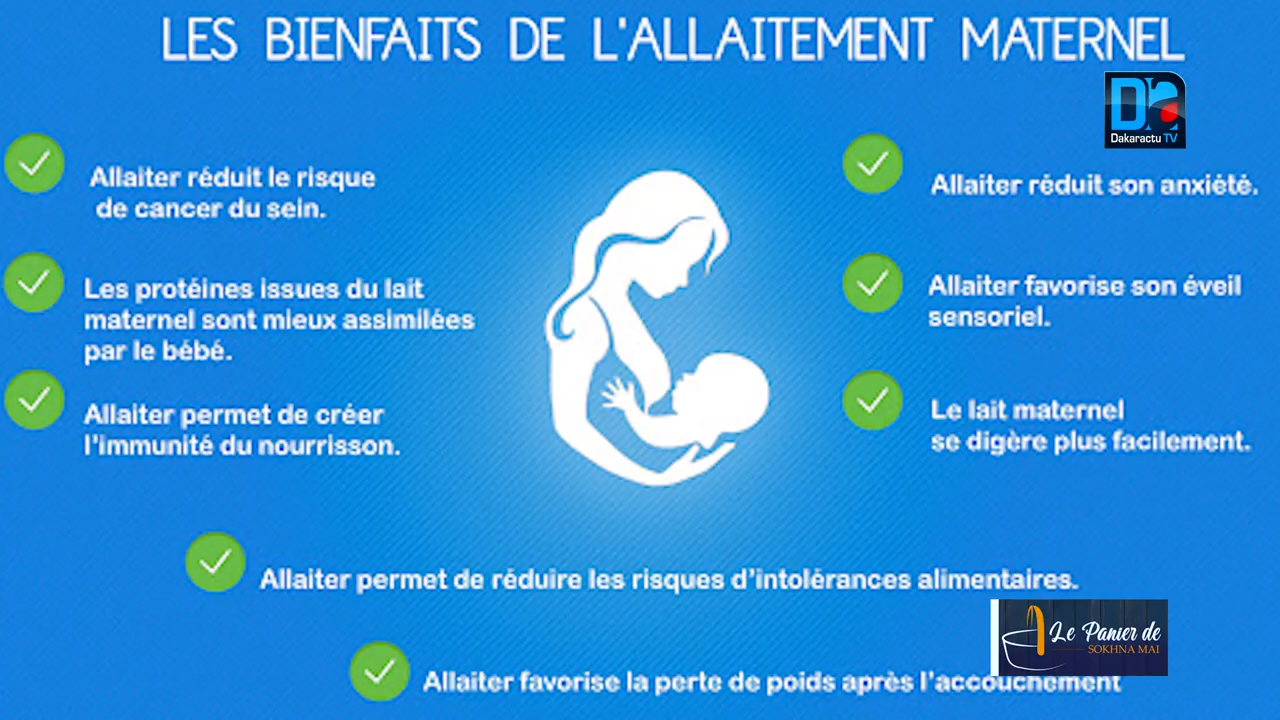 LES BIENFAITS DE L'ALLAITEMENT MATERNEL
Dakaractu TV
Allaiter réduit le risque
de cancer du sein.
Les protéines issues du lait
maternel sont mieux assimilées
par le bébé.
Allaiter permet de créer
l'immunité du nourrisson.
Allaiter réduit son anxiété.
Allaiter favorise son éveil
sensoriel.
Le lait maternel
se digère plus facilement.
Allaiter permet de réduire les risques d'intolérances alimentaires.
Le Panier de
SOKHNA MAI
Allaiter favorise la perte de poids après l'accouchement